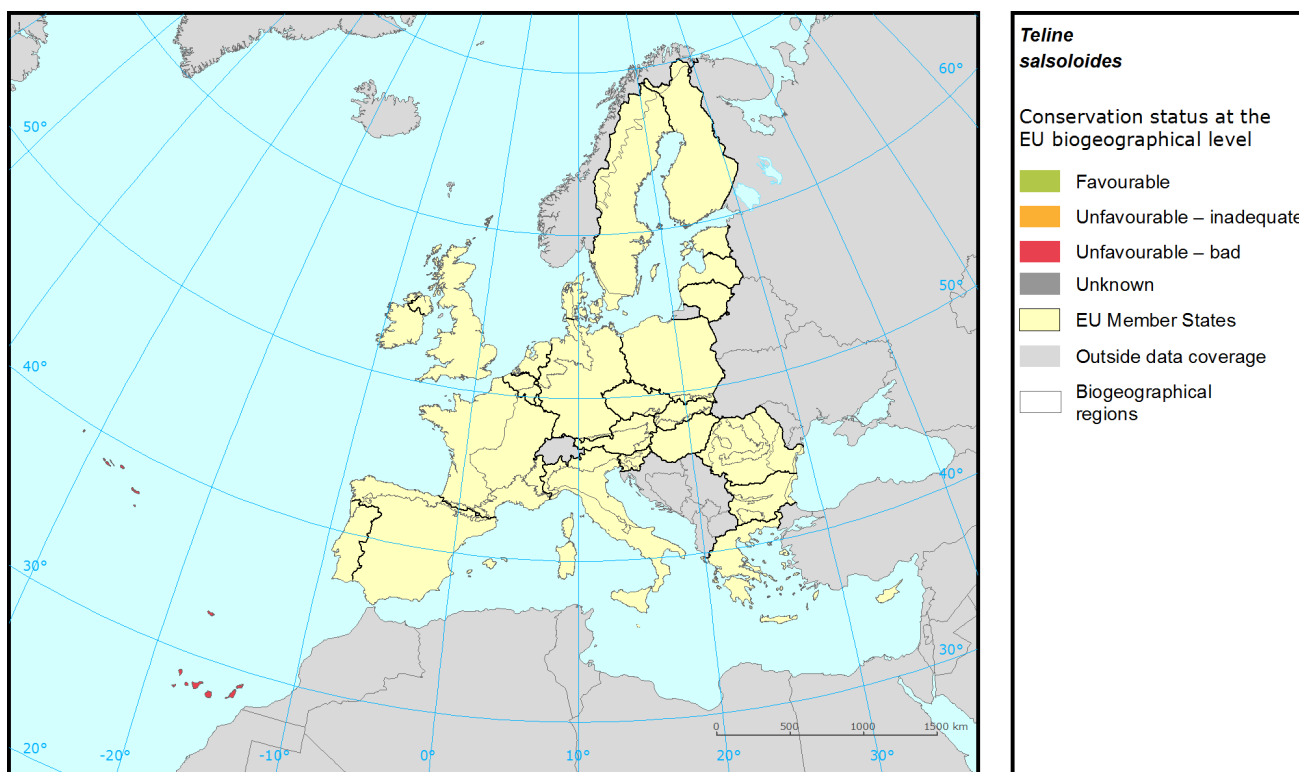 Teline
salsoloides
Conservation status at the
EU biogeographical level
Favourable
Unfavourable – inadequate
Unfavourable – bad
Unknown
EU Member States
Outside data coverage
Biogeographical
regions
60°
50°
50°
40°
40°
30°
30°
20°
-20°
-10°
0°
10°
20°
30°
0 500 1000 1500 km